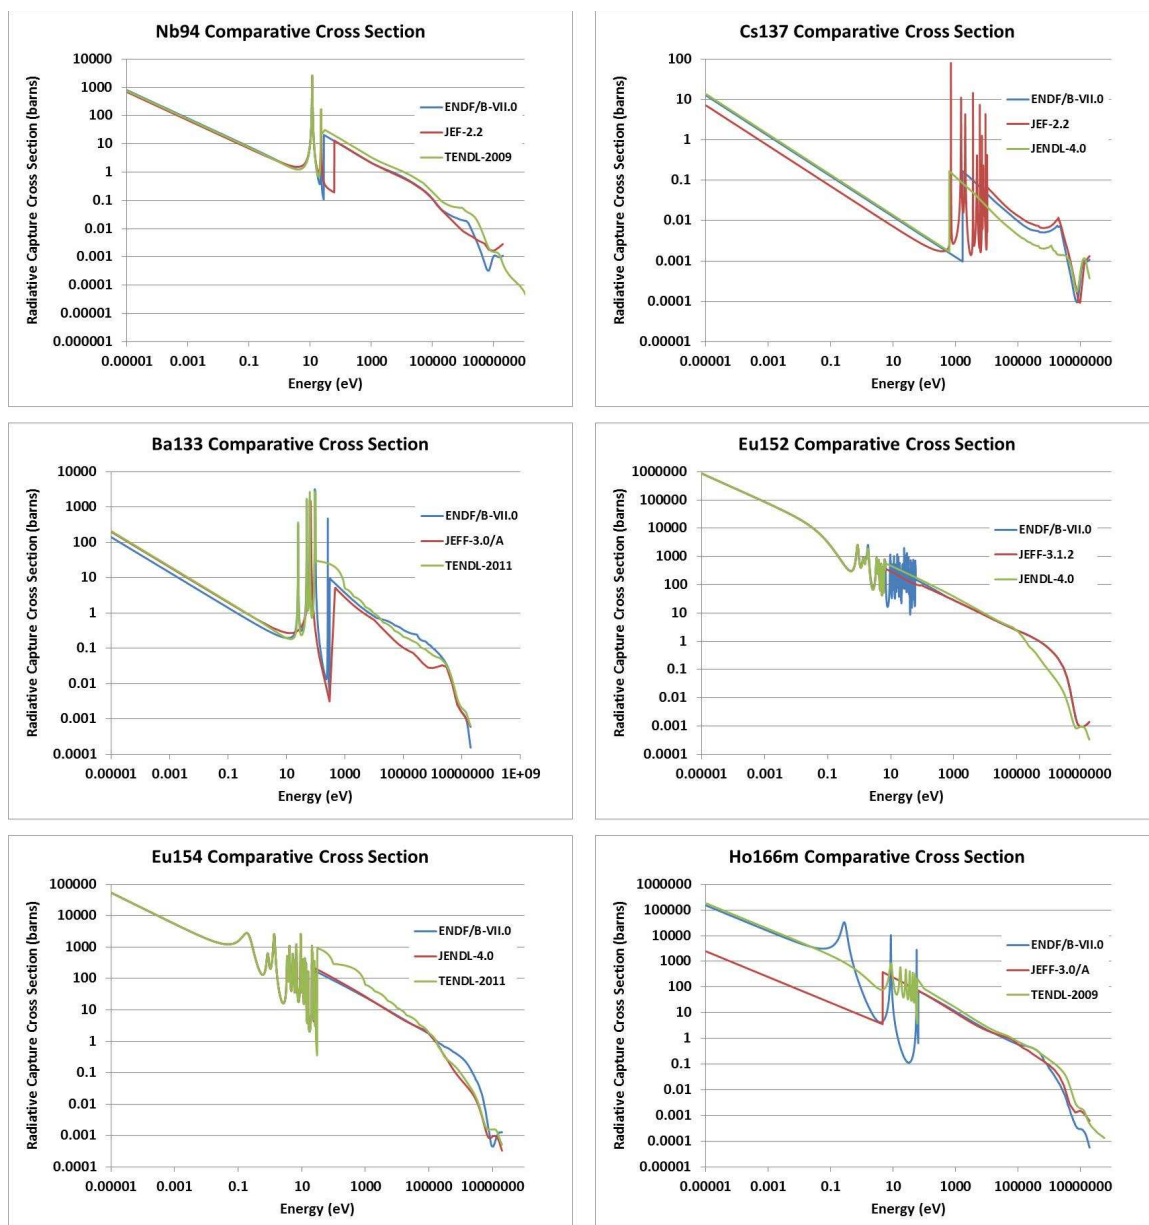 Nb94 Comparative Cross Section
Radiative Capture Cross Section (barns)
10000
1000
100
10
1
0.1
0.01
0.001
0.0001
0.00001
0.000001
ENDF/B-VII.0
JEF-2.2
TENDL-2009
0.00001 0.001 0.1 10 1000 100000 10000000
Energy (eV)
Cs137 Comparative Cross Section
Radiative Capture Cross Section (barns)
100
10
1
0.1
0.01
0.001
0.0001
0.00001
ENDF/B-VII.0
JEF-2.2
JENDL-4.0
0.00001 0.001 0.1 10 1000 100000 10000000
Energy (eV)
Ba133 Comparative Cross Section
Radiative Capture Cross Section (barns)
10000
1000
100
10
1
0.1
0.01
0.001
0.0001
ENDF/B-VII.0
JEFF-3.0/A
TENDL-2011
0.00001 0.001 0.1 10 1000 100000 10000000 1E+09
Energy (eV)
Eu152 Comparative Cross Section
Radiative Capture Cross Section (barns)
1000000
100000
10000
1000
100
10
1
0.1
0.01
0.001
0.0001
ENDF/B-VII.0
JEFF-3.1.2
JENDL-4.0
0.00001 0.001 0.1 10 1000 100000 10000000
Energy (eV)
Eu154 Comparative Cross Section
Radiative Capture Cross Section (barns)
100000
10000
1000
100
10
1
0.1
0.01
0.001
0.0001
ENDF/B-VII.0
JENDL-4.0
TENDL-2011
0.00001 0.001 0.1 10 1000 100000 10000000
Energy (eV)
Ho166m Comparative Cross Section
Radiative Capture Cross Section (barns)
1000000
100000
10000
1000
100
10
1
0.1
0.01
0.001
0.0001
0.00001
ENDF/B-VII.0
JEFF-3.0/A
TENDL-2009
0.00001 0.001 0.1 10 1000 100000 10000000
Energy (eV)